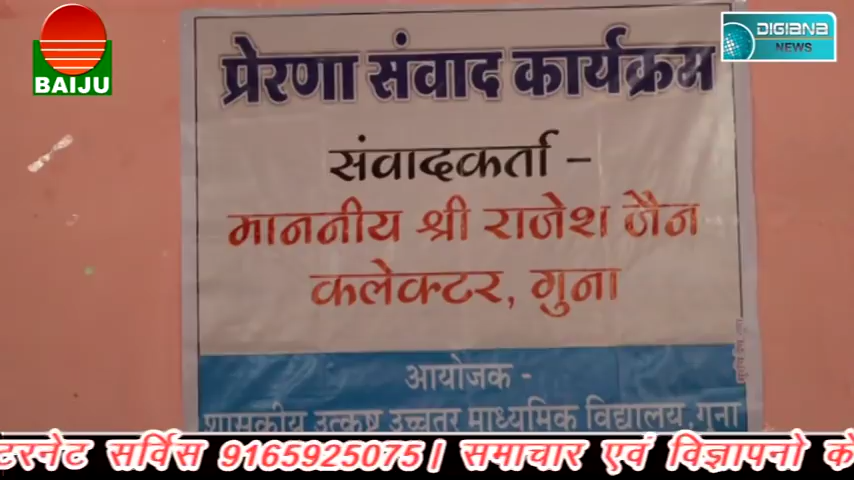 BAIJU
DIGIANA
NEWS
प्रेरणा संवाद कार्यक्रम
संवादकर्ता –
माननीय श्री राजेश जैन
कलेक्टर, गुना
आयोजक -
शासकीय उत्कृष्ट उच्चतर माध्यमिक विद्यालय, गुना
टरनेट सर्विस 9165925075। समाचार एवं विज्ञापनो के